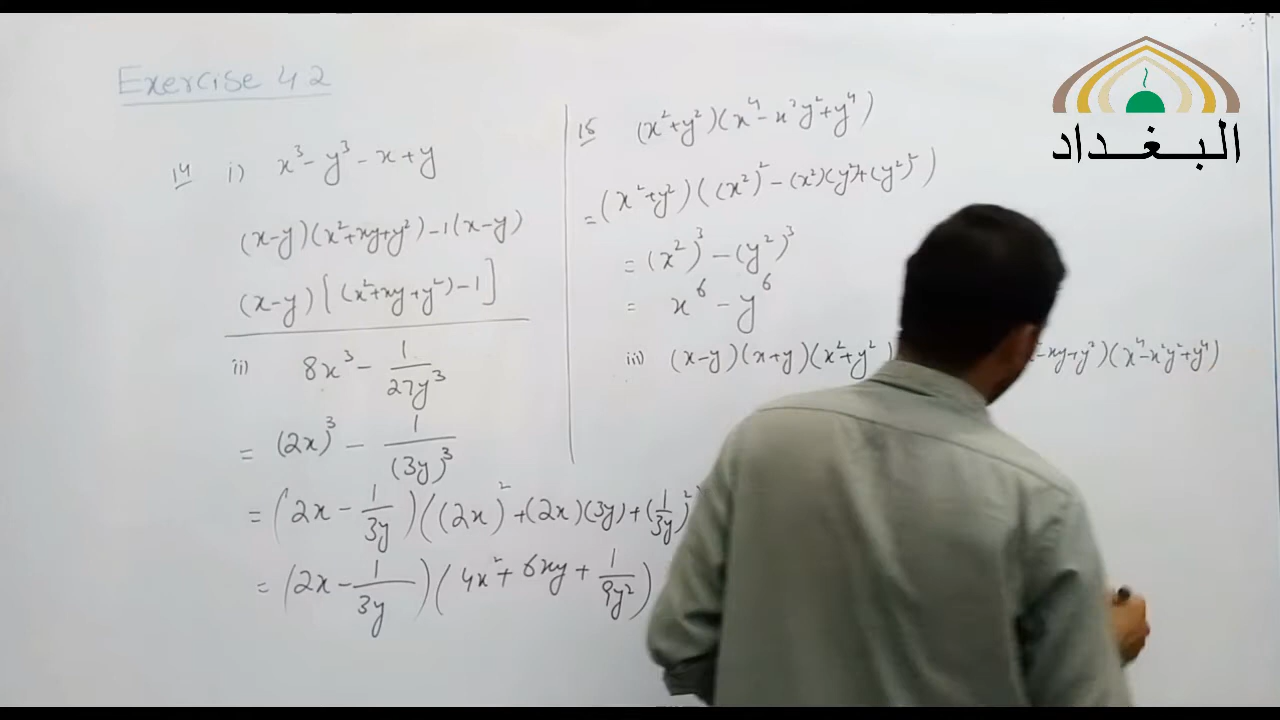 Exercise 4.2
14 i) x³ - y³ - x + y
(x-y)(x²+xy+y²) -1(x-y)
(x-y)[(x²+xy+y²)-1]
ii) 8x³ - 1/27y³
= (2x)³ - 1/(3y)³
= (2x - 1/3y)((2x)²+(2x)(3y)+(1/3y)²
= (2x - 1/3y)(4x²+6xy+1/9y²)
15 (x²+y²)(x⁴-x²y²+y⁴)
= (x²+y²)((x²)²-(x²)(y²)+(y²)²)
= (x²)³ - (y²)³
= x⁶ - y⁶
iii) (x-y)(x+y)(x²+y²) -xy+y²)(x⁴-x²y²+y⁴)
البغداد